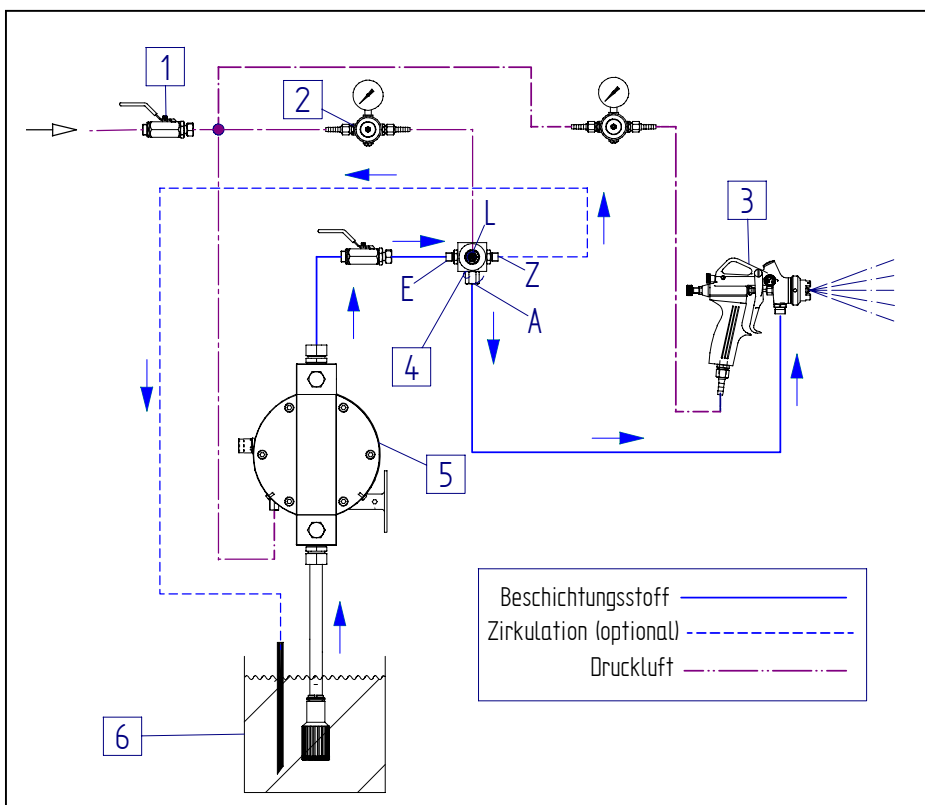 1
2
3
L
E
Z
A
4
5
6
Beschichtungsstoff
Zirkulation (optional)
Druckluft